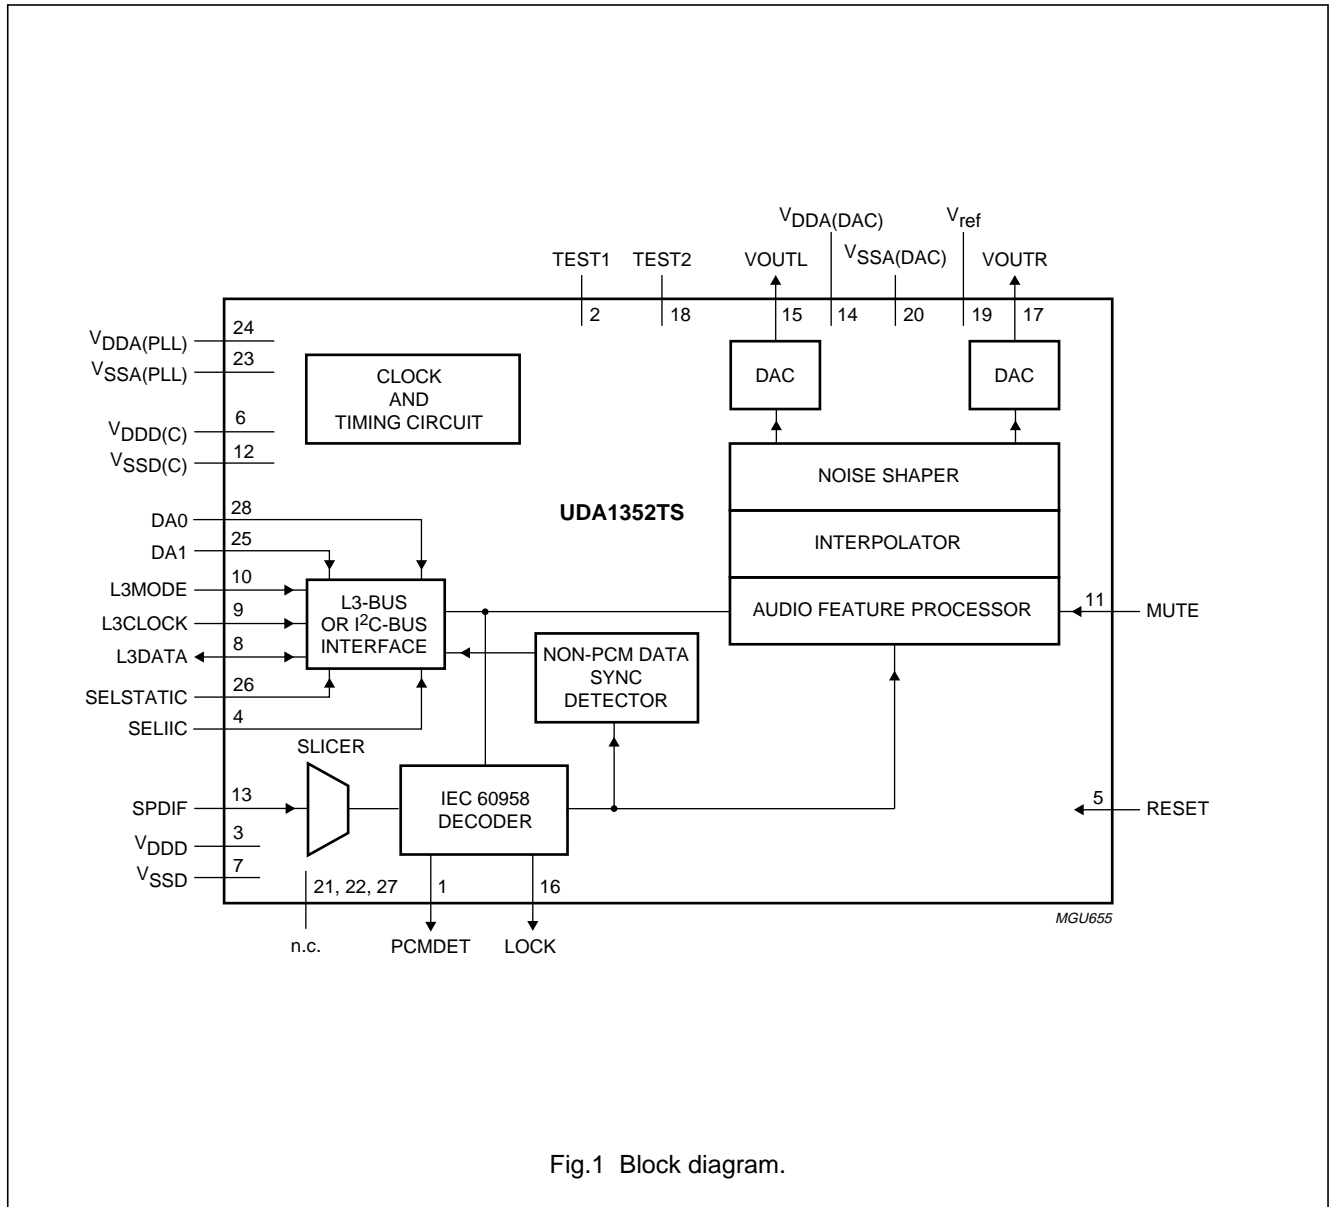 VDDA(DAC)
Vref
TEST1
TEST2
VOUTL
VSSA(DAC)
VOUTR
2
18
15
14
20
19
17
VDDA(PLL)
24
VSSA(PLL)
23
CLOCK
AND
TIMING CIRCUIT
DAC
DAC
VDDD(C)
6
VSSD(C)
12
NOISE SHAPER
DA0
28
UDA1352TS
DA1
25
INTERPOLATOR
L3MODE
10
L3CLOCK
9
L3DATA
8
L3-BUS
OR I²C-BUS
INTERFACE
AUDIO FEATURE PROCESSOR
11
MUTE
NON-PCM DATA
SYNC
DETECTOR
SELSTATIC
26
SELIIC
4
SLICER
SPDIF
13
IEC 60958
DECODER
5
RESET
VDDD
3
VSSD
7
21, 22, 27
1
16
n.c.
PCMDET
LOCK
MGU655
Fig.1 Block diagram.